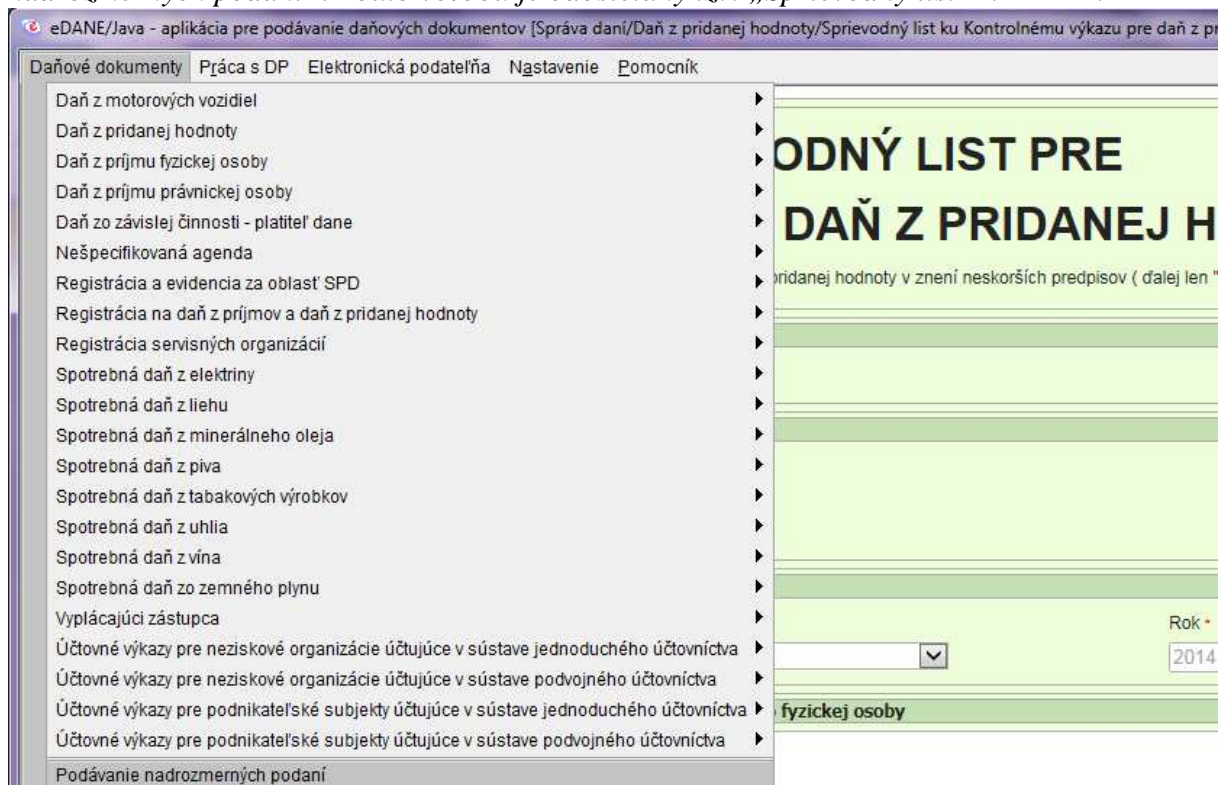 eDANE/Java - aplikácia pre podávanie daňových dokumentov [Správa daní/Daň z pridanej hodnoty/Sprievodný list ku Kontrolnému výkazu pre daň z pr
Daňové dokumenty Práca s DP Elektronická podateľňa Nastavenie Pomocník
Daň z motorových vozidiel
Daň z pridanej hodnoty
Daň z príjmu fyzickej osoby
Daň z príjmu právnickej osoby
Daň zo závislej činnosti - platiteľ dane
Nešpecifikovaná agenda
Registrácia a evidencia za oblasť SPD
Registrácia na daň z príjmov a daň z pridanej hodnoty
Registrácia servisných organizácií
Spotrebná daň z elektriny
Spotrebná daň z liehu
Spotrebná daň z minerálneho oleja
Spotrebná daň z piva
Spotrebná daň z tabakových výrobkov
Spotrebná daň z uhlia
Spotrebná daň z vína
Spotrebná daň zo zemného plynu
Vyplácajúci zástupca
Účtovné výkazy pre neziskové organizácie účtujúce v sústave jednoduchého účtovníctva
Účtovné výkazy pre neziskové organizácie účtujúce v sústave podvojného účtovníctva
Účtovné výkazy pre podnikateľské subjekty účtujúce v sústave jednoduchého účtovníctva
Účtovné výkazy pre podnikateľské subjekty účtujúce v sústave podvojného účtovníctva
Podávanie nadrozmerných podaní
ODNÝ LIST PRE
DAŇ Z PRIDANEJ H
pridanej hodnoty v znení neskorších predpisov ( ďalej len "
Rok *
2014
fyzickej osoby